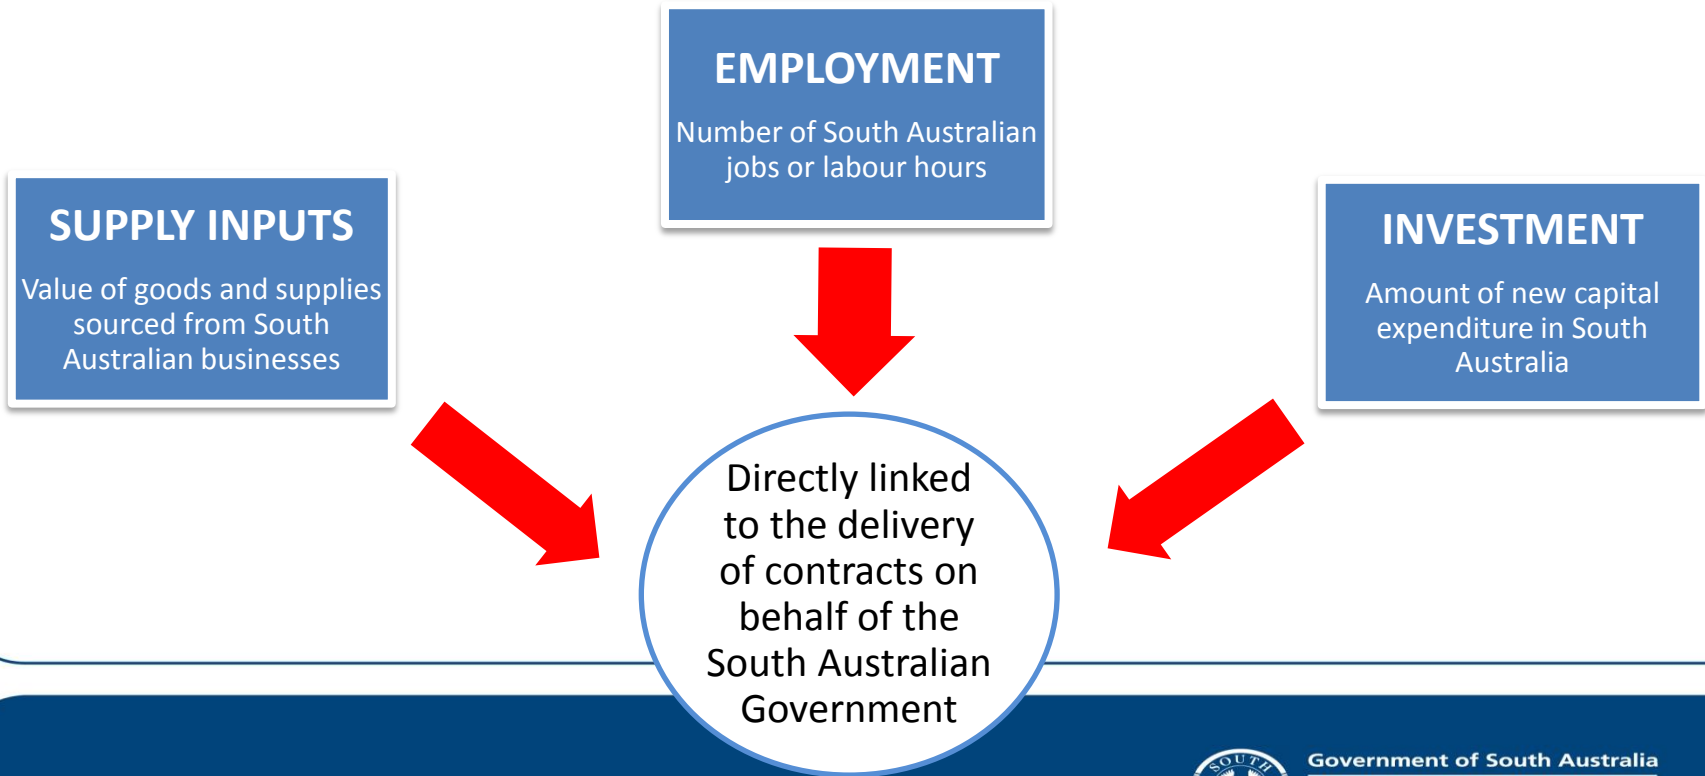 EMPLOYMENT
Number of South Australian
jobs or labour hours
SUPPLY INPUTS
Value of goods and supplies
sourced from South
Australian businesses
INVESTMENT
Amount of new capital
expenditure in South
Australia
Directly linked
to the delivery
of contracts on
behalf of the
South Australian
Government
SOUTH
Government of South Australia